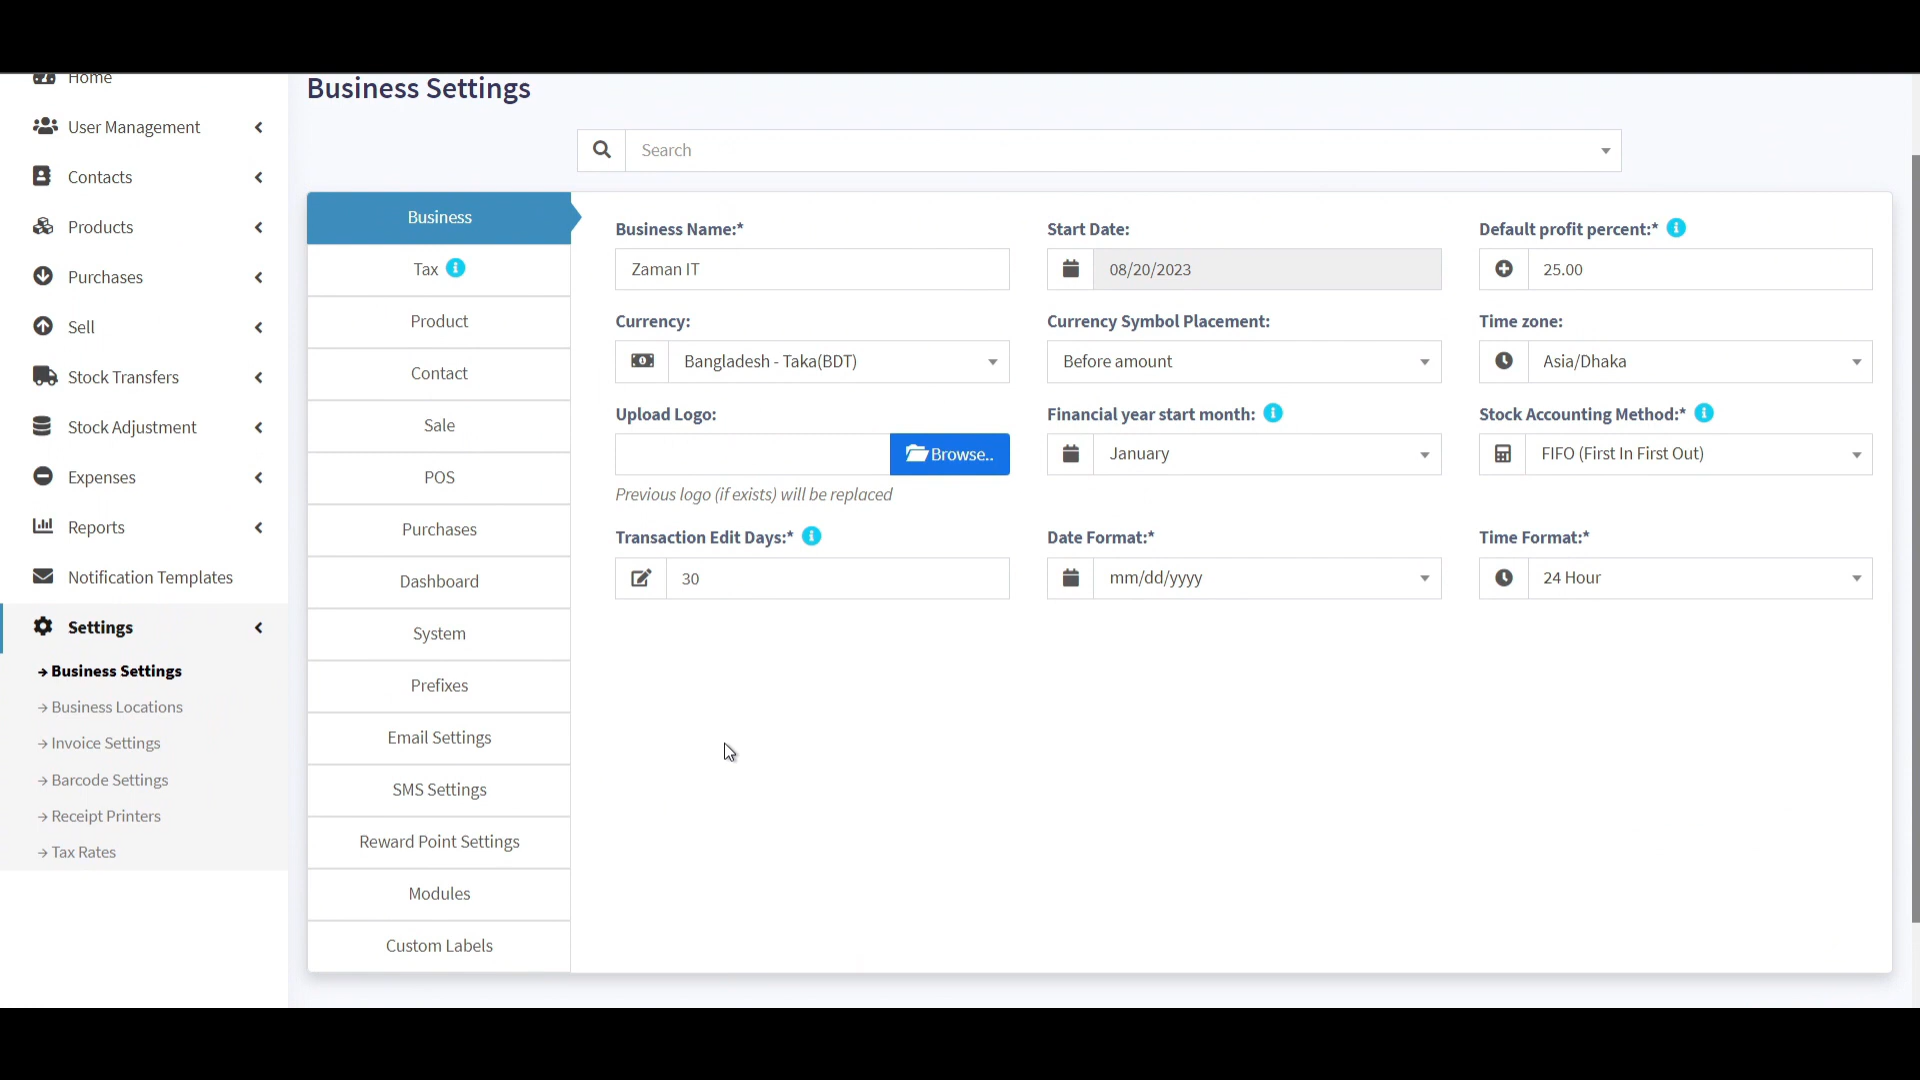 Home
User Management
Contacts
Products
Purchases
Sell
Stock Transfers
Stock Adjustment
Expenses
Reports
Notification Templates
Settings
Business Settings
Business Locations
Invoice Settings
Barcode Settings
Receipt Printers
Tax Rates
Business Settings
Search
Business
Tax
Product
Contact
Sale
POS
Purchases
Dashboard
System
Prefixes
Email Settings
SMS Settings
Reward Point Settings
Modules
Custom Labels
Business Name:*
Zaman IT
Start Date:
08/20/2023
Default profit percent:*
25.00
Currency:
Bangladesh - Taka(BDT)
Currency Symbol Placement:
Before amount
Time zone:
Asia/Dhaka
Upload Logo:
Browse..
Previous logo (if exists) will be replaced
Financial year start month:
January
Stock Accounting Method:*
FIFO (First In First Out)
Transaction Edit Days:*
30
Date Format:*
mm/dd/yyyy
Time Format:*
24 Hour